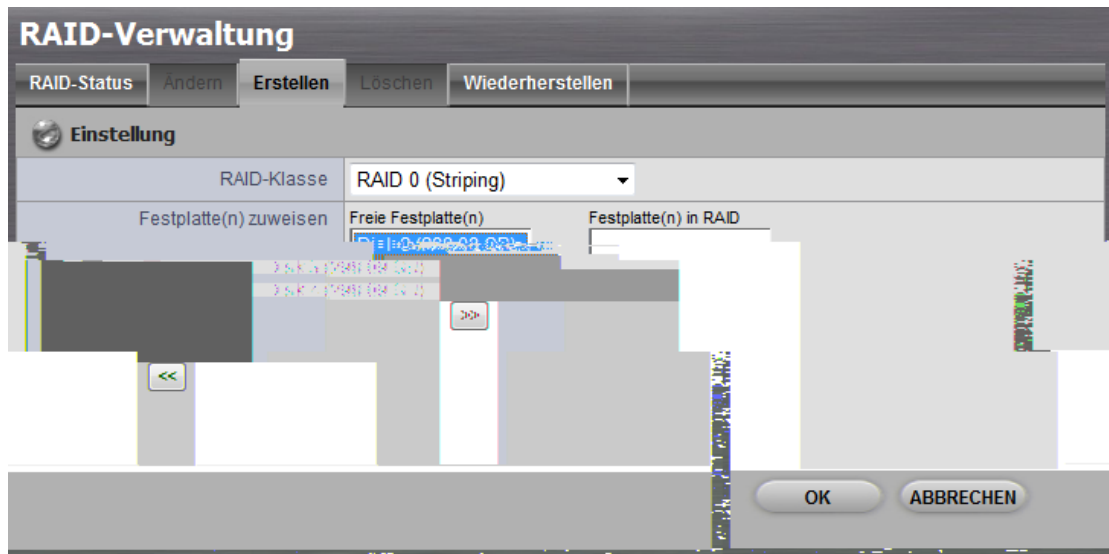 RAID-Verwaltung
RAID-Status Ändern Erstellen Löschen Wiederherstellen
Einstellung
RAID-Klasse RAID 0 (Striping)
Festplatte(n) zuweisen Freie Festplatte(n) Festplatte(n) in RAID
>>
<<
OK ABBRECHEN